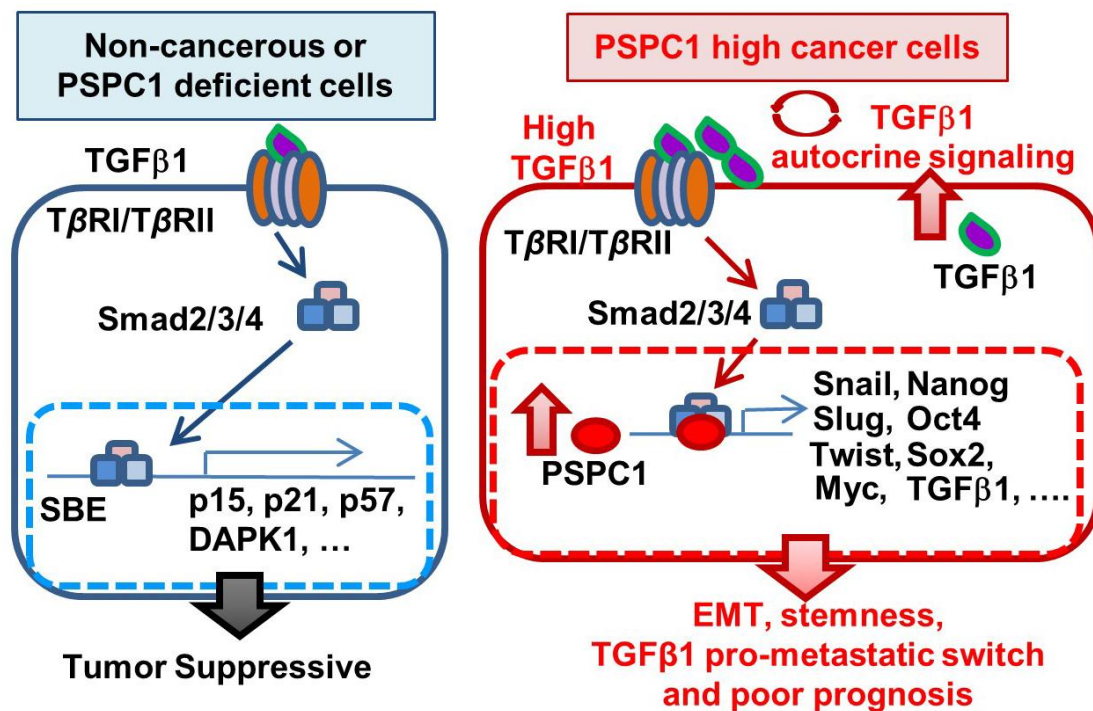 Non-cancerous or
PSPC1 deficient cells
TGFβ1
TβRI/TβRII
Smad2/3/4
SBE
p15, p21, p57,
DAPK1, ...
Tumor Suppressive
PSPC1 high cancer cells
High
TGFβ1
TGFβ1
autocrine signaling
TβRI/TβRII
TGFβ1
Smad2/3/4
PSPC1
Snail, Nanog
Slug, Oct4
Twist, Sox2,
Myc, TGFβ1, ....
EMT, stemness,
TGFβ1 pro-metastatic switch
and poor prognosis